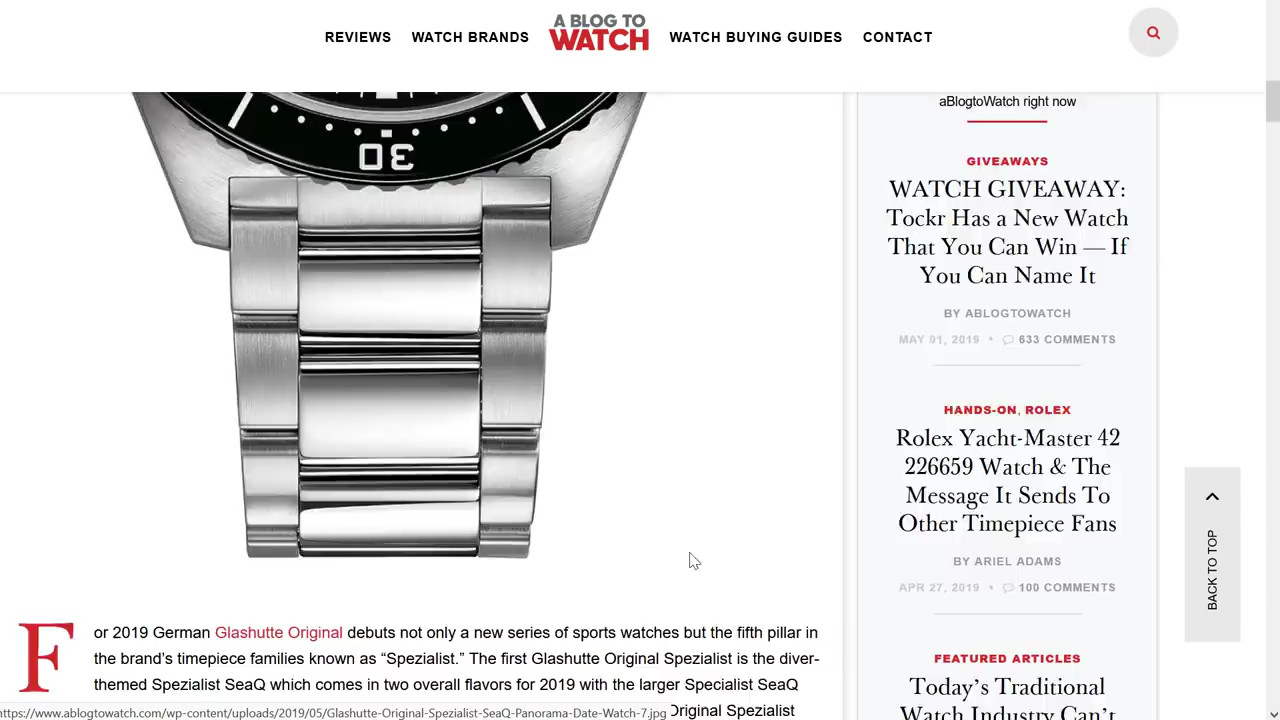 REVIEWS
WATCH BRANDS
A BLOG TO
WATCH
WATCH BUYING GUIDES
CONTACT
30
aBlogtoWatch right now
GIVEAWAYS
WATCH GIVEAWAY:
Tockr Has a New Watch
That You Can Win — If
You Can Name It
BY ABLOGTOWATCH
MAY 01, 2019 • 633 COMMENTS
HANDS-ON, ROLEX
Rolex Yacht-Master 42
226659 Watch & The
Message It Sends To
Other Timepiece Fans
BY ARIEL ADAMS
APR 27, 2019 • 100 COMMENTS
FEATURED ARTICLES
Today's Traditional
Watch Industry Can't
BACK TO TOP
For 2019 German Glashutte Original debuts not only a new series of sports watches but the fifth pillar in
the brand's timepiece families known as “Spezialist.” The first Glashutte Original Spezialist is the diver-
themed Spezialist SeaQ which comes in two overall flavors for 2019 with the larger Specialist SeaQ
Original Spezialist
https://www.ablogtowatch.com/wp-content/uploads/2019/05/Glashutte-Original-Spezialist-SeaQ-Panorama-Date-Watch-7.jpg